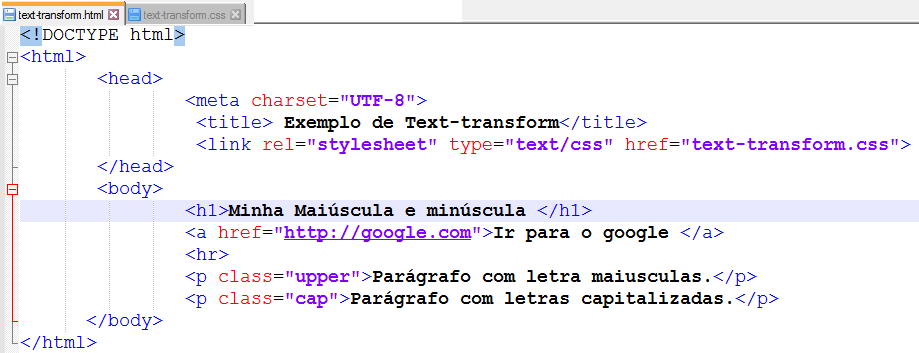 text-transform.html text-transform.css
<!DOCTYPE html>
<html>
<head>
<meta charset="UTF-8">
<title> Exemplo de Text-transform</title>
<link rel="stylesheet" type="text/css" href="text-transform.css">
</head>
<body>
<h1>Minha Maiúscula e minúscula </h1>
<a href="http://google.com">Ir para o google </a>
<hr>
<p class="upper">Parágrafo com letra maiusculas.</p>
<p class="cap">Parágrafo com letras capitalizadas.</p>
</body>
</html>